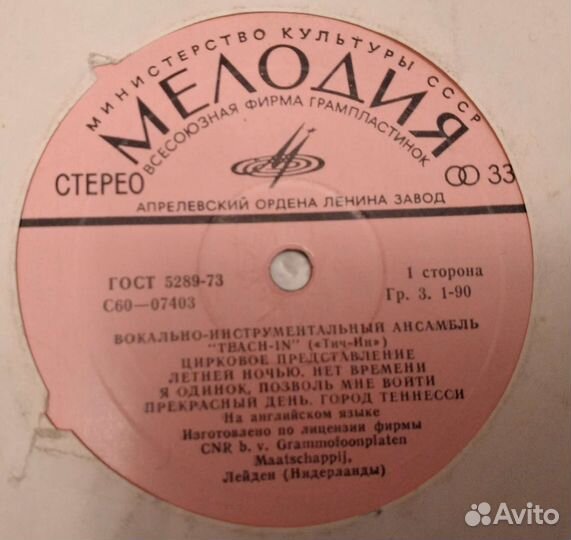 МИНИСТЕРСТВО КУЛЬТУРЫ СССР
МЕЛОДИЯ
ВСЕСОЮЗНАЯ ФИРМА ГРАМПЛАСТИНОК
СТЕРЕО
33
АПРЕЛЕВСКИЙ ОРДЕНА ЛЕНИНА ЗАВОД
ГОСТ 5289-73
С60—07403
1 сторона
Гр. 3. 1-90
ВОКАЛЬНО-ИНСТРУМЕНТАЛЬНЫЙ АНСАМБЛЬ
"TEACH-IN" («Тич-Ин»)
ЦИРКОВОЕ ПРЕДСТАВЛЕНИЕ
ЛЕТНЕЙ НОЧЬЮ. НЕТ ВРЕМЕНИ
Я ОДИНОК, ПОЗВОЛЬ МНЕ ВОЙТИ
ПРЕКРАСНЫЙ ДЕНЬ. ГОРОД ТЕННЕССИ
На английском языке
Изготовлено по лицензии фирмы
CNR b. v. Grammofoonplaten
Maatschappij,
Лейден (Нидерланды)
Avito